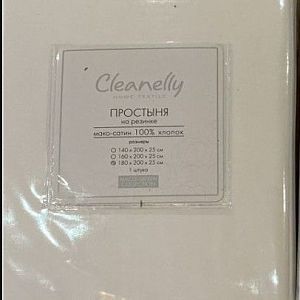 Cleanelly
HOME TEXTILE
ПРОСТЫНЯ
на резинке
мако-сатин 100% хлопок
размеры
140 x 200 x 25 см
160 x 200 x 25 см
180 x 200 x 25 см
1 штука